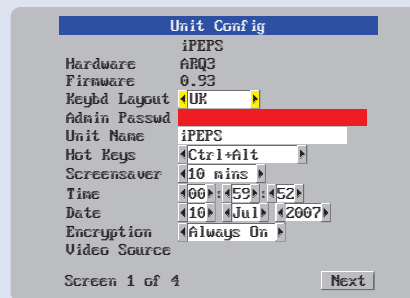 Unit Config
iPEPS
Hardware ARQ3
Firmware 0.93
Keybd Layout UK
Admin Passwd
Unit Name iPEPS
Hot Keys Ctrl+Alt
Screensaver 10 mins
Time 00 : 59 : 52
Date 10 Jul 2007
Encryption Always On
Video Source
Screen 1 of 4 Next